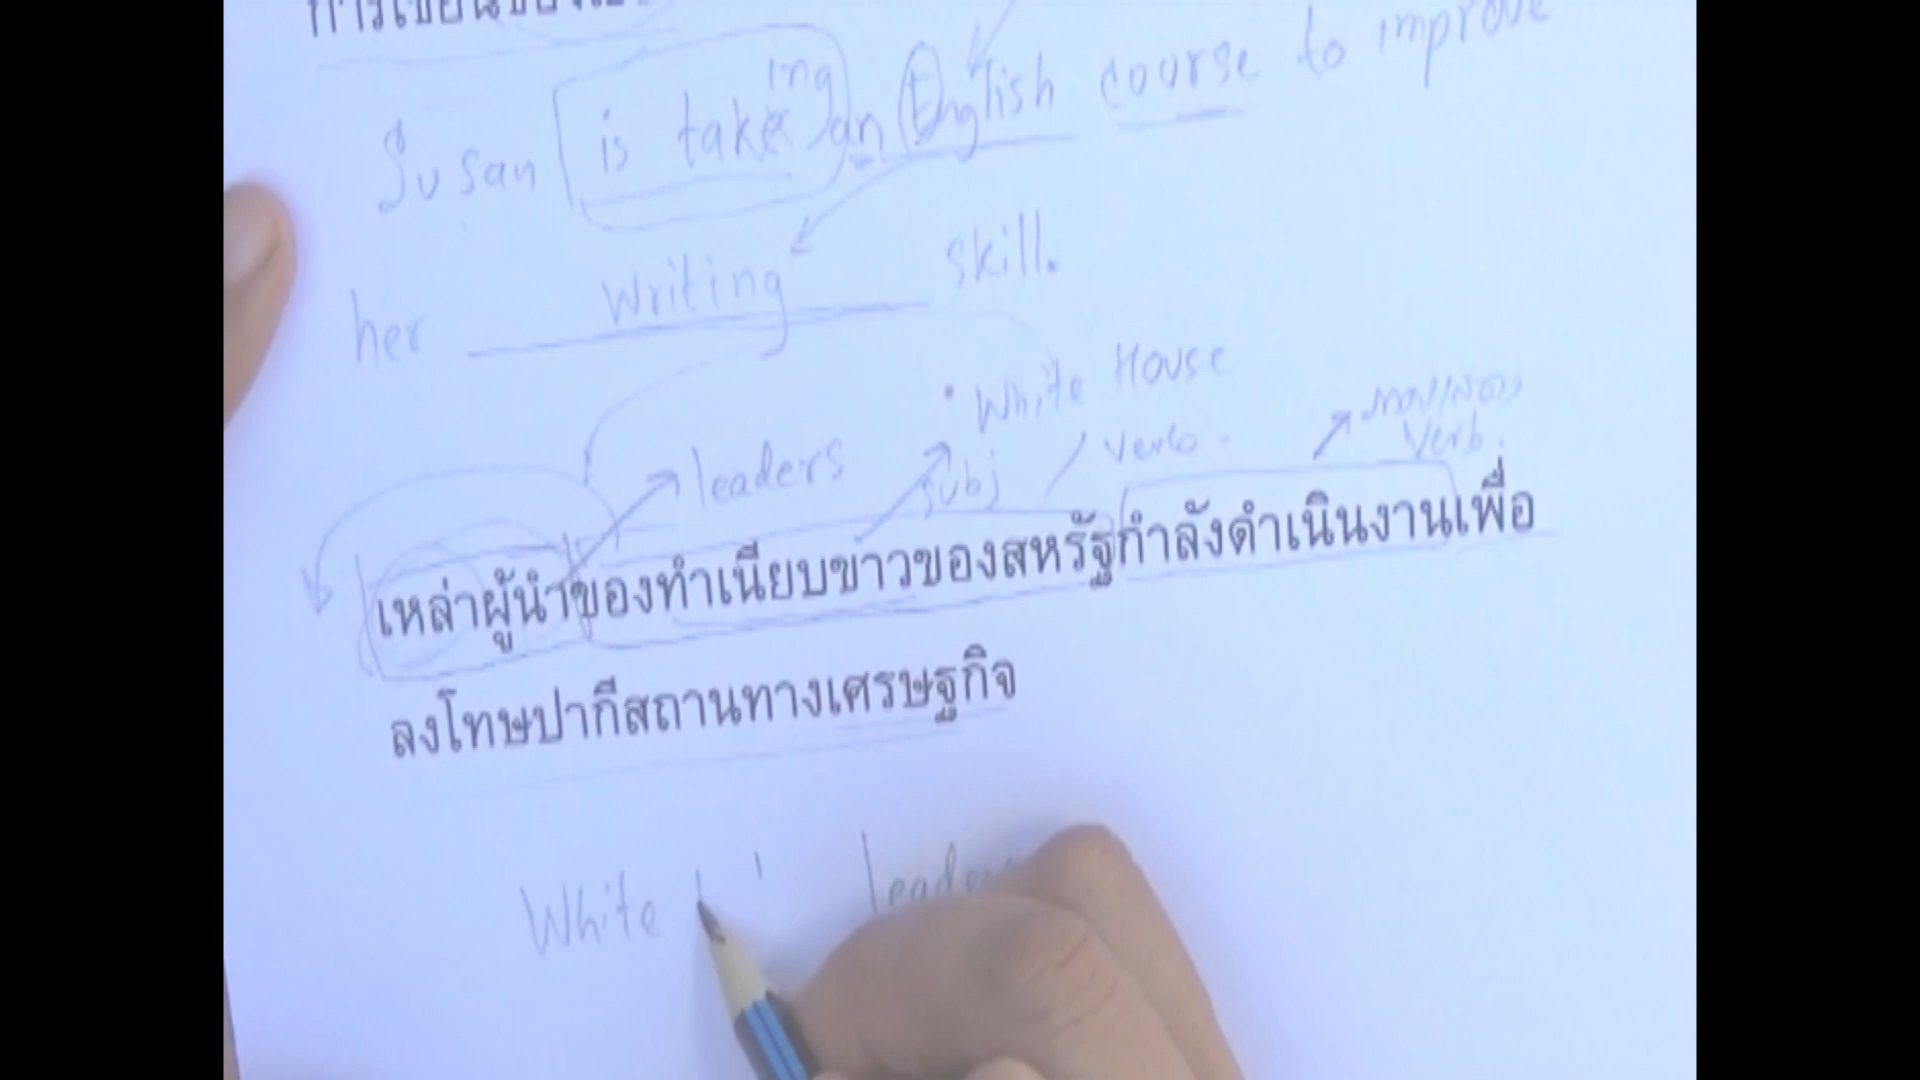 ing
Susan is take an English course to improve
her writing skill.
White House
leaders subj / verb.
verb.
เหล่าผู้นำของทำเนียบขาวของสหรัฐกำลังดำเนินงานเพื่อ
ลงโทษปากีสถานทางเศรษฐกิจ
White leaders